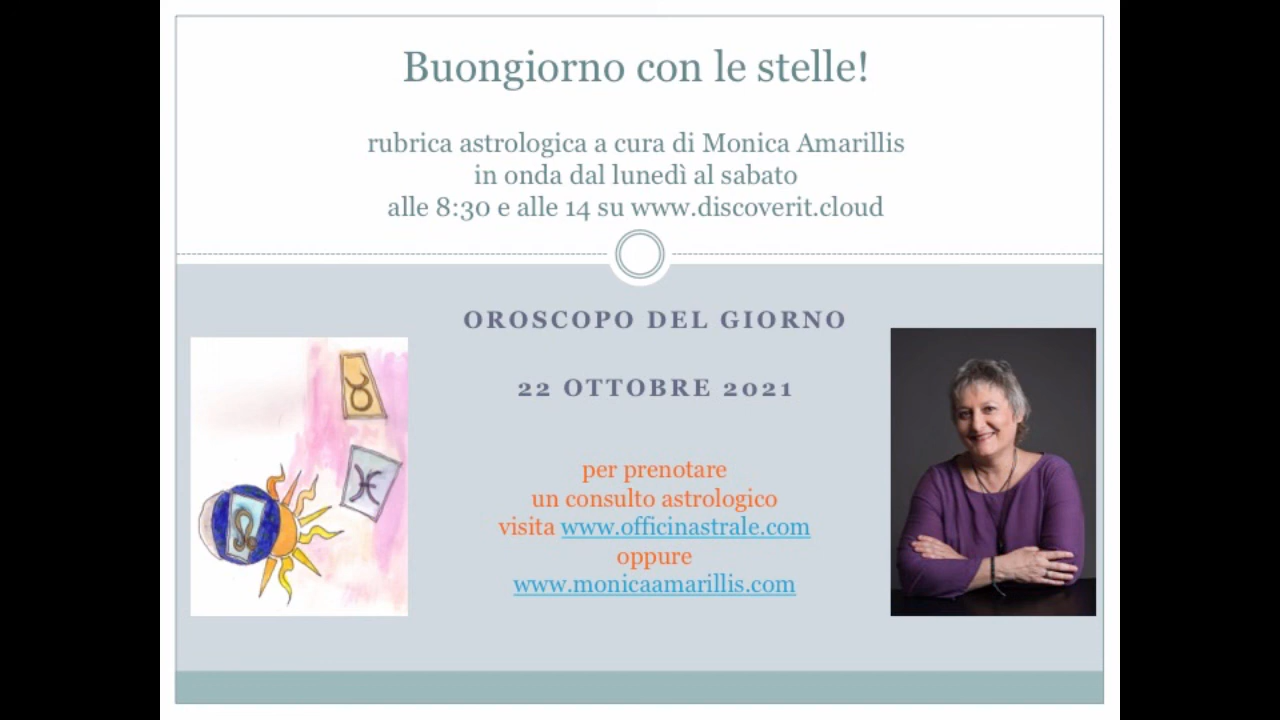 Buongiorno con le stelle!
rubrica astrologica a cura di Monica Amarillis
in onda dal lunedì al sabato
alle 8:30 e alle 14 su www.discoverit.cloud
OROSCOPO DEL GIORNO
22 OTTOBRE 2021
per prenotare
un consulto astrologico
visita www.officinastrale.com
oppure
www.monicaamarillis.com